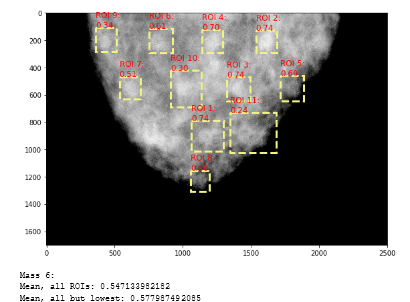 0
ROI 9:
0.34
ROI 6:
0.61
ROI 4:
0.70
ROI 2:
0.74
200
ROI 7:
0.51
ROI 10:
0.30
ROI 3:
0.74
ROI 5:
0.60
400
600
ROI 1:
0.74
ROI 11:
0.24
800
1000
ROI 8:
1200
1400
1600
0
500
1000
1500
2000
2500
Mass 6:
Mean, all ROIs: 0.547133982182
Mean, all but lowest: 0.577987492085